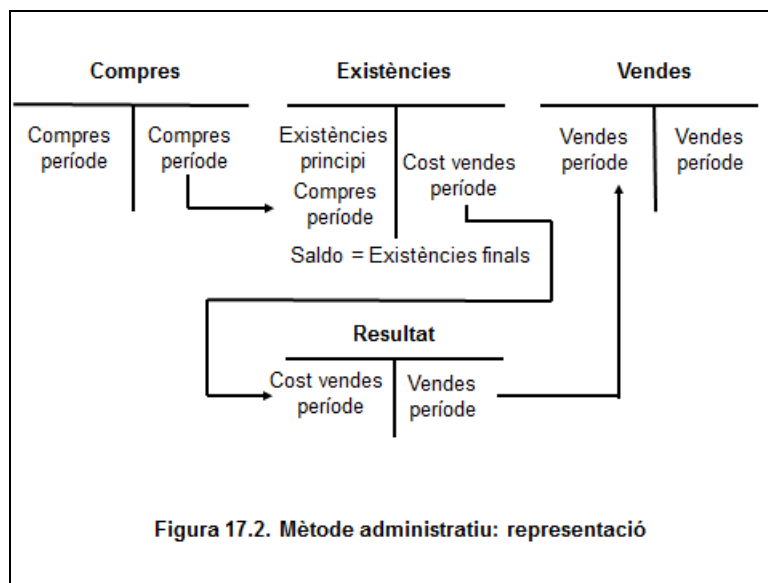 Compres
Existències
Vendes
Compres
període
Compres
període
Existències
principi
Compres
període
Cost vendes
període
Vendes
període
Vendes
període
Saldo = Existències finals
Resultat
Cost vendes
període
Vendes
període
Figura 17.2. Mètode administratiu: representació